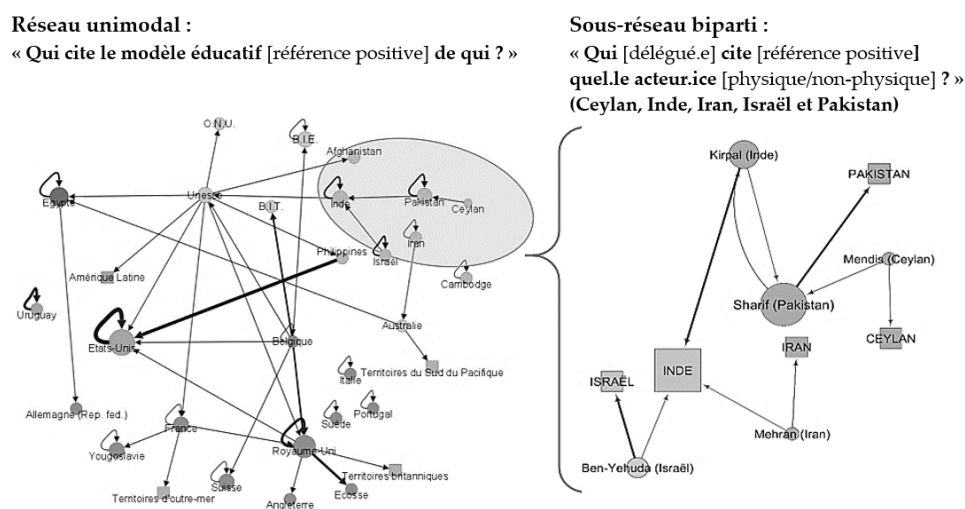 Réseau unimodal :
« Qui cite le modèle éducatif [référence positive] de qui ? »
Sous-réseau biparti :
« Qui [délégué.e] cite [référence positive]
quel.le acteur.ice [physique/non-physique] ? »
(Ceylan, Inde, Iran, Israël et Pakistan)
O.N.U.
B.I.E.
Afghanistan
Egypte
Unesco
B.I.T.
Inde
Pakistan
Ceylan
Iran
Philippines
Israël
Amérique Latine
Cambodge
Uruguay
Australie
Etats-Unis
Belgique
Territoires du Sud du Pacifique
Italie
Allemagne (Rep. fed.)
Portugal
Suède
France
Yougoslavie
Royaume-Uni
Territoires britanniques
Suisse
Territoires d'outre-mer
Ecosse
Angleterre
Kirpal (Inde)
PAKISTAN
Mendis (Ceylan)
Sharif (Pakistan)
IRAN
CEYLAN
ISRAËL
INDE
Mehran (Iran)
Ben-Yehuda (Israël)